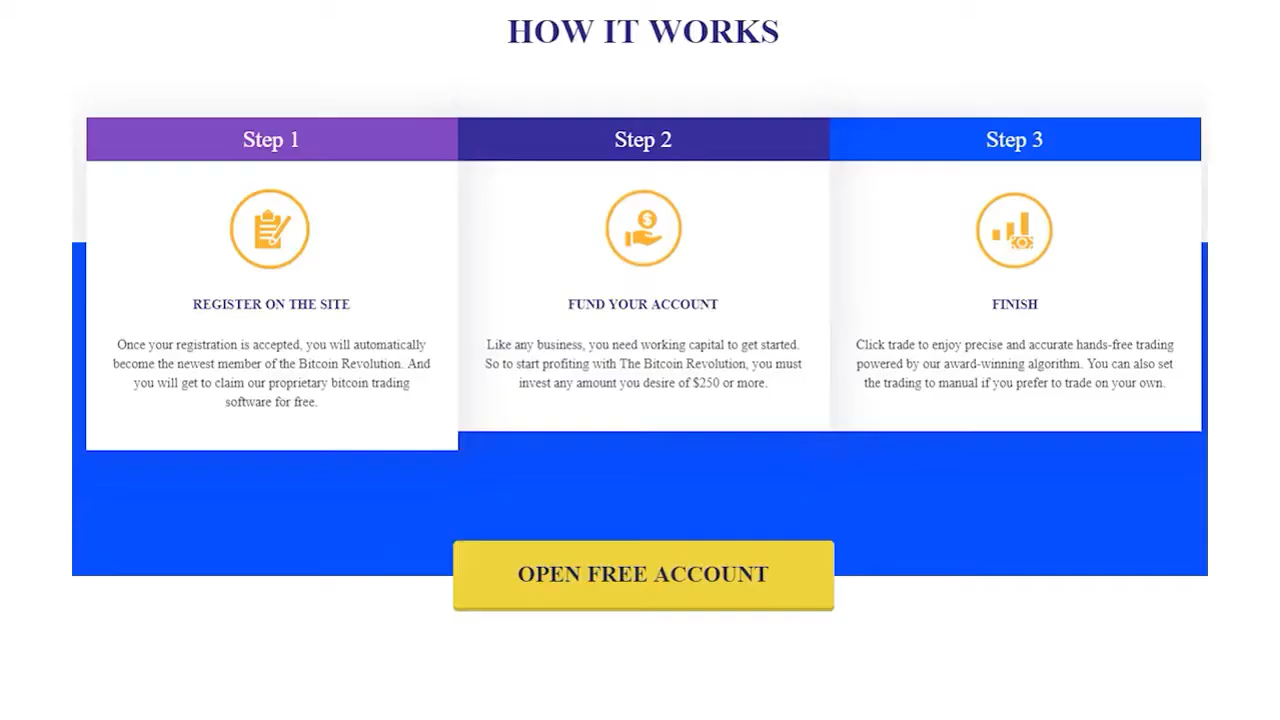 HOW IT WORKS
Step 1
Step 2
Step 3
REGISTER ON THE SITE
Once your registration is accepted, you will automatically
become the newest member of the Bitcoin Revolution. And
you will get to claim our proprietary bitcoin trading
software for free.
FUND YOUR ACCOUNT
Like any business, you need working capital to get started.
So to start profiting with The Bitcoin Revolution, you must
invest any amount you desire of $250 or more.
FINISH
Click trade to enjoy precise and accurate hands-free trading
powered by our award-winning algorithm. You can also set
the trading to manual if you prefer to trade on your own.
OPEN FREE ACCOUNT